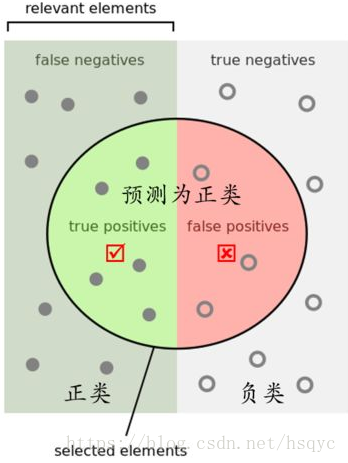 relevant elements
false negatives
true negatives
预测为正类
true positives
false positives
正类
负类
https://blog.csdn.net/hsqyc
selected elements